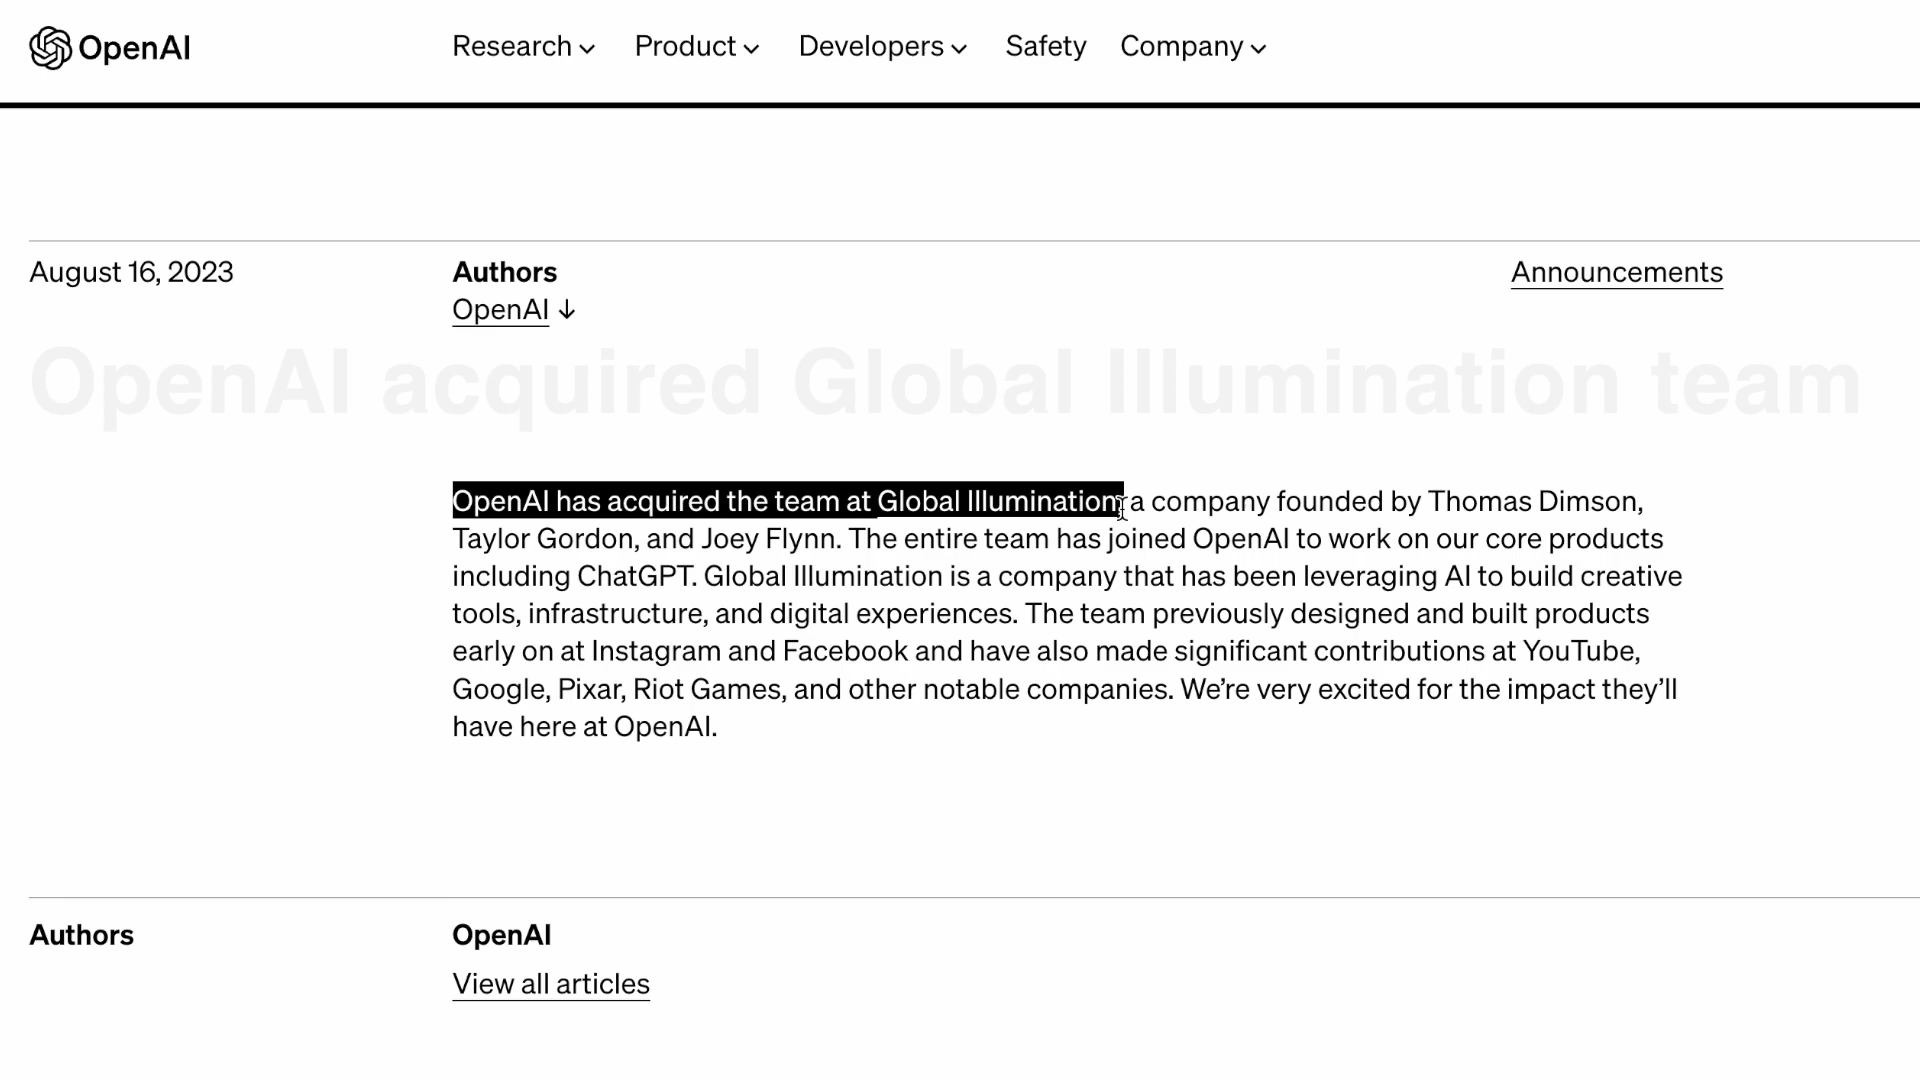 OpenAI
Research Product Developers Safety Company
August 16, 2023
Authors
OpenAI ↓
Announcements
OpenAI acquired Global Illumination team
OpenAI has acquired the team at Global Illumination, a company founded by Thomas Dimson,
Taylor Gordon, and Joey Flynn. The entire team has joined OpenAI to work on our core products
including ChatGPT. Global Illumination is a company that has been leveraging AI to build creative
tools, infrastructure, and digital experiences. The team previously designed and built products
early on at Instagram and Facebook and have also made significant contributions at YouTube,
Google, Pixar, Riot Games, and other notable companies. We’re very excited for the impact they’ll
have here at OpenAI.
Authors
OpenAI
View all articles